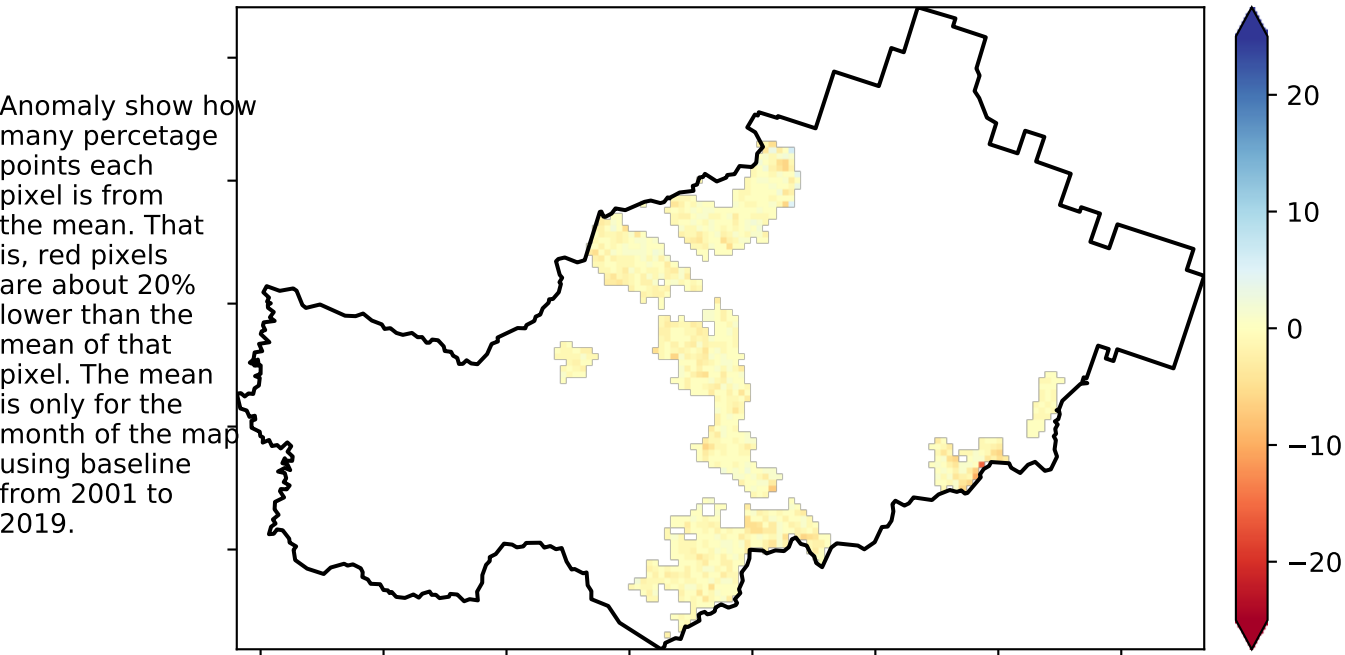 Anomaly show how
many percetage
points each
pixel is from
the mean. That
is, red pixels
are about 20%
lower than the
mean of that
pixel. The mean
is only for the
month of the map
using baseline
from 2001 to
2019.
20
10
0
−10
−20